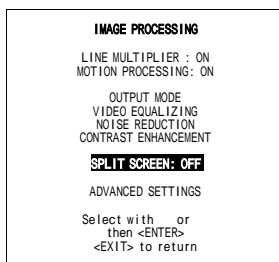 IMAGE PROCESSING
LINE MULTIPLIER : ON
MOTION PROCESSING: ON
OUTPUT MODE
VIDEO EQUALIZING
NOISE REDUCTION
CONTRAST ENHANCEMENT
SPLIT SCREEN: OFF
ADVANCED SETTINGS
Select with or
then <ENTER>
<EXIT> to return